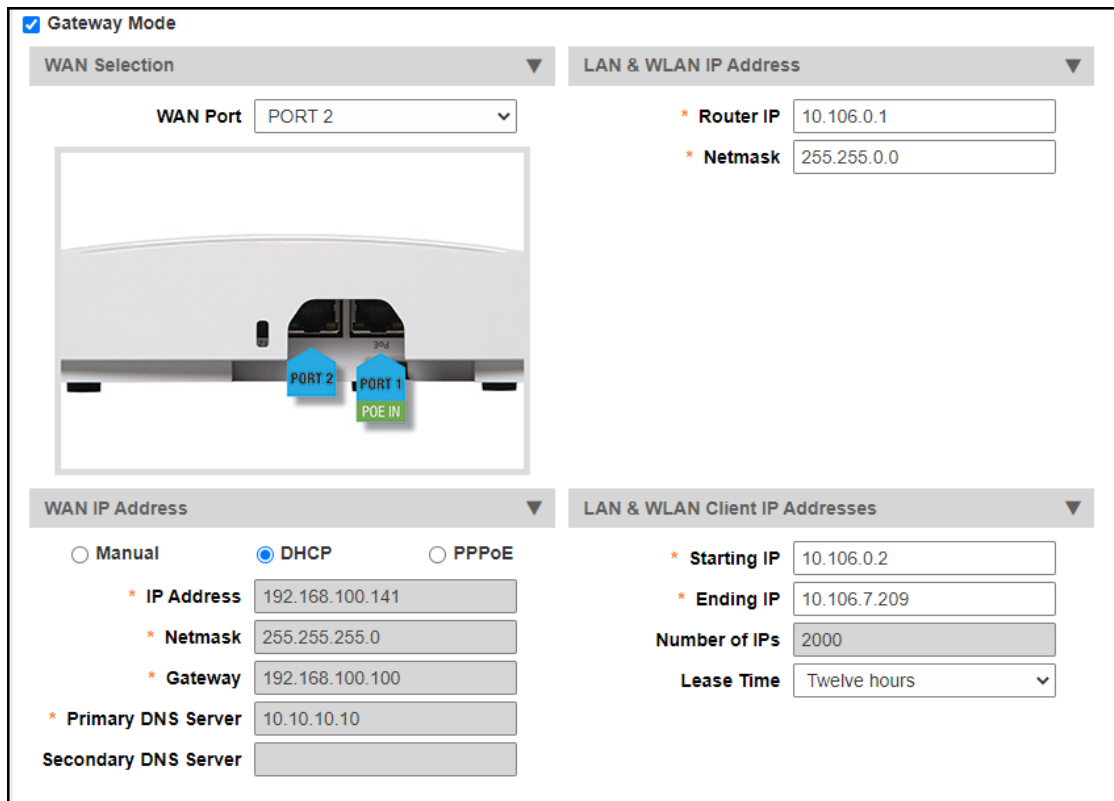 Gateway Mode
WAN Selection
WAN Port PORT 2
PoE
PORT 2
PORT 1
POE IN
LAN & WLAN IP Address
* Router IP 10.106.0.1
* Netmask 255.255.0.0
WAN IP Address
Manual DHCP PPPoE
* IP Address 192.168.100.141
* Netmask 255.255.255.0
* Gateway 192.168.100.100
* Primary DNS Server 10.10.10.10
Secondary DNS Server
LAN & WLAN Client IP Addresses
* Starting IP 10.106.0.2
* Ending IP 10.106.7.209
Number of IPs 2000
Lease Time Twelve hours